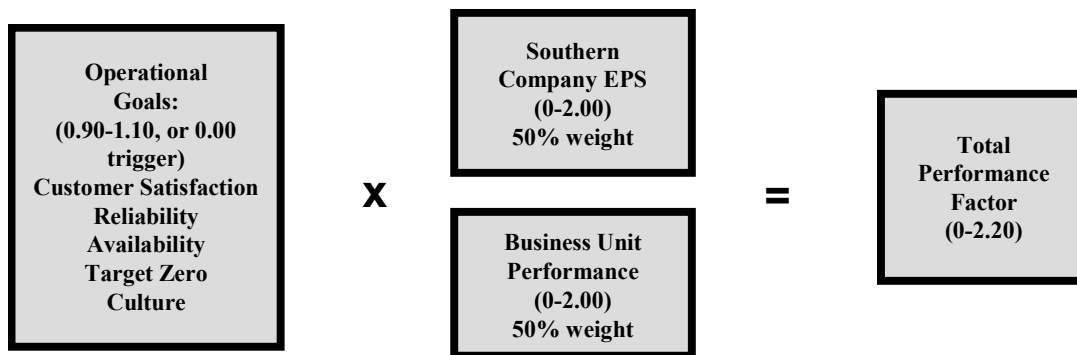 Operational
Goals:
(0.90-1.10, or 0.00
trigger)
Customer Satisfaction
Reliability
Availability
Target Zero
Culture
x
Southern
Company EPS
(0-2.00)
50% weight
Business Unit
Performance
(0-2.00)
50% weight
=
Total
Performance
Factor
(0-2.20)